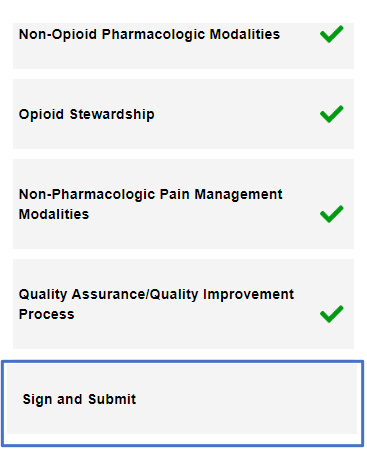 Non-Opioid Pharmacologic Modalities
Opioid Stewardship
Non-Pharmacologic Pain Management
Modalities
Quality Assurance/Quality Improvement
Process
Sign and Submit